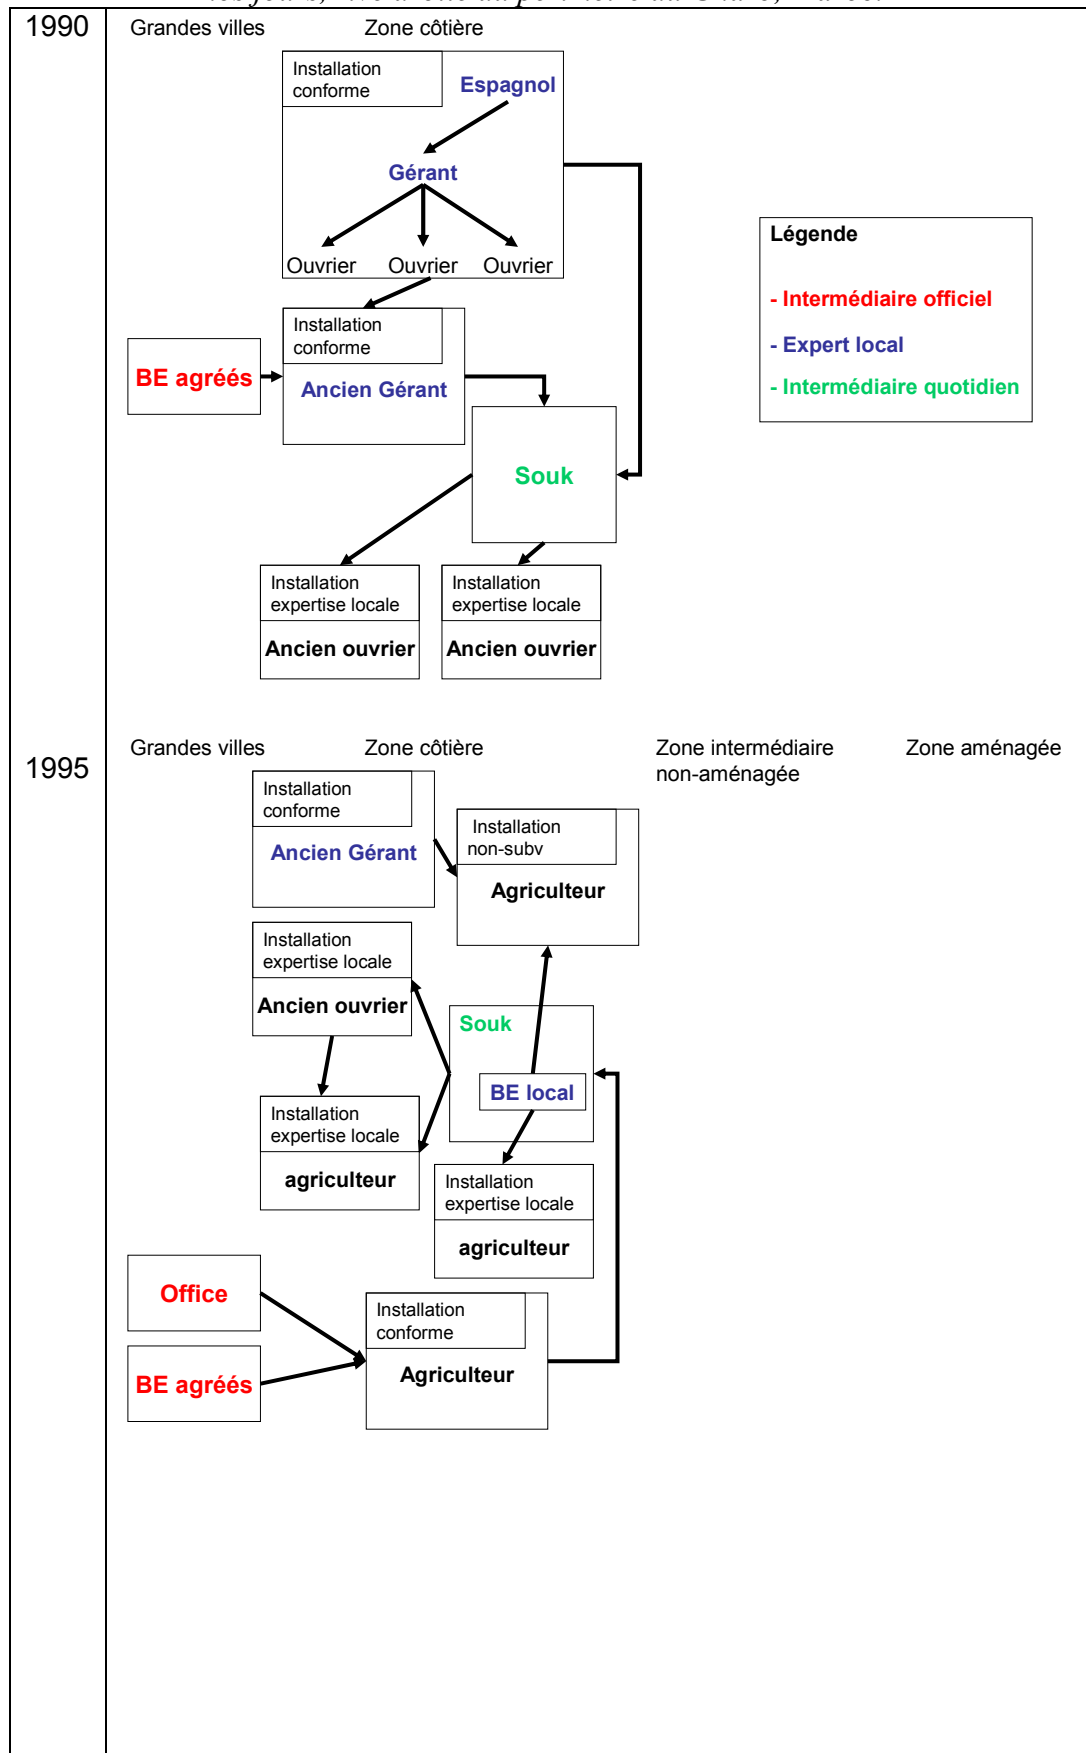 1990
Grandes villes
Zone côtière
Installation
conforme
Espagnol
Gérant
Ouvrier
Ouvrier
Ouvrier
Légende
- Intermédiaire officiel
- Expert local
- Intermédiaire quotidien
Installation
conforme
BE agréés
Ancien Gérant
Souk
Installation
expertise locale
Ancien ouvrier
Installation
expertise locale
Ancien ouvrier
1995
Grandes villes
Zone côtière
Zone intermédiaire
non-aménagée
Zone aménagée
Installation
conforme
Ancien Gérant
Installation
non-subv
Agriculteur
Installation
expertise locale
Ancien ouvrier
Souk
BE local
Installation
expertise locale
agriculteur
Installation
expertise locale
agriculteur
Office
Installation
conforme
BE agréés
Agriculteur